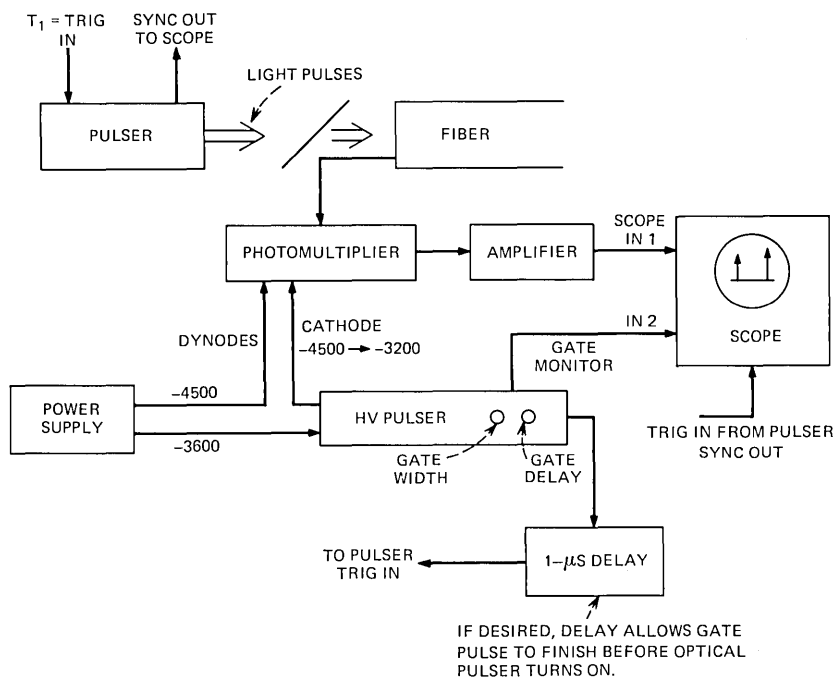 T₁ = TRIG
IN
SYNC OUT
TO SCOPE
LIGHT PULSES
PULSER
FIBER
PHOTOMULTIPLIER
AMPLIFIER
SCOPE
IN 1
IN 2
SCOPE
DYNODES
CATHODE
-4500 → -3200
GATE
MONITOR
-4500
POWER
SUPPLY
-3600
HV PULSER
GATE
WIDTH
GATE
DELAY
TRIG IN FROM PULSER
SYNC OUT
TO PULSER
TRIG IN
1-μS DELAY
IF DESIRED, DELAY ALLOWS GATE
PULSE TO FINISH BEFORE OPTICAL
PULSER TURNS ON.